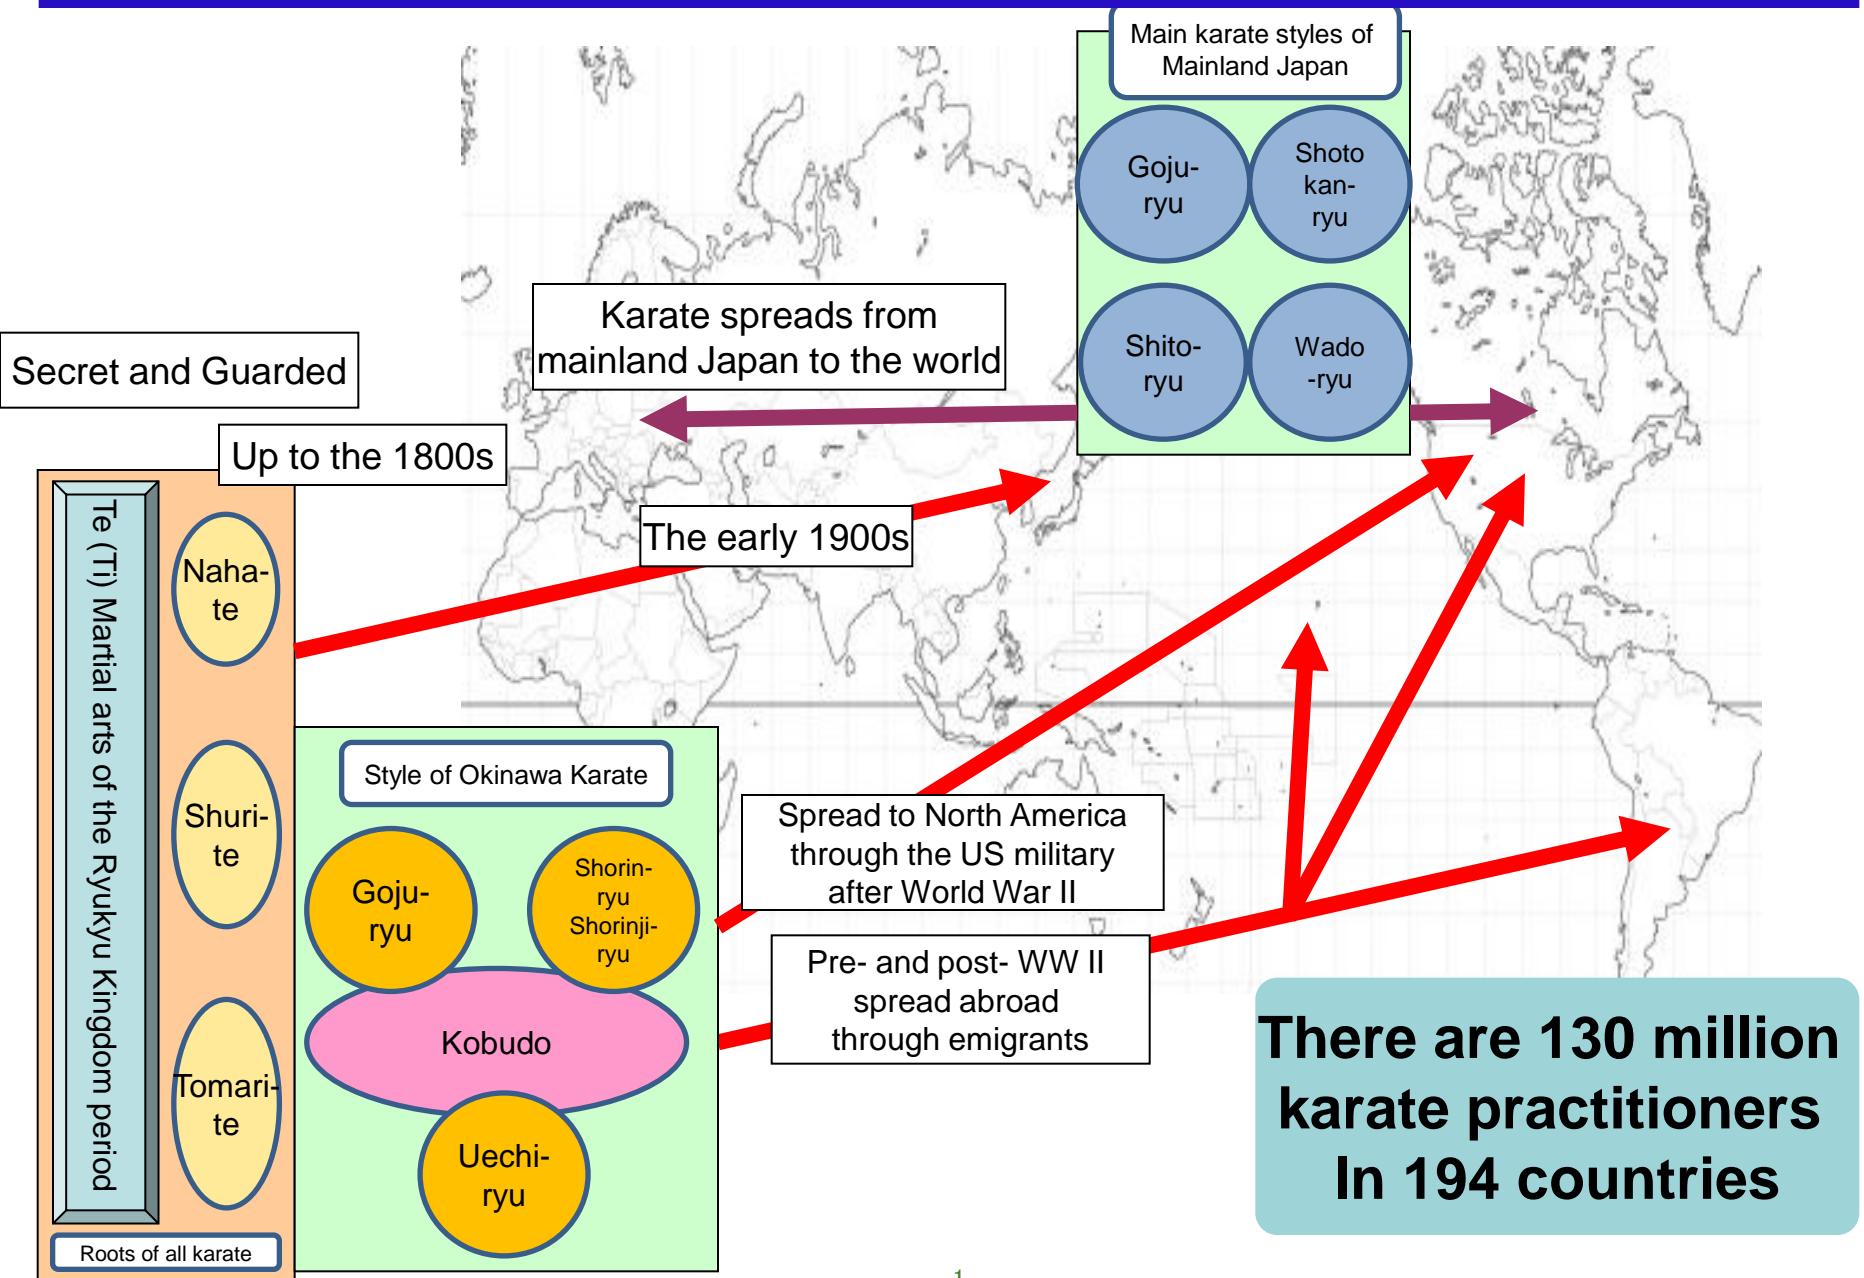 Main karate styles of
Mainland Japan
Goju-
ryu
Shoto
kan-
ryu
Shito-
ryu
Wado
-ryu
Karate spreads from
mainland Japan to the world
Secret and Guarded
Up to the 1800s
The early 1900s
Te (Ti) Martial arts of the Ryukyu Kingdom period
Naha-
te
Shuri-
te
Tomari-
te
Roots of all karate
Style of Okinawa Karate
Goju-
ryu
Shorin-
ryu
Shorinji-
ryu
Kobudo
Uechi-
ryu
Spread to North America
through the US military
after World War II
Pre- and post- WW II
spread abroad
through emigrants
There are 130 million
karate practitioners
In 194 countries
1